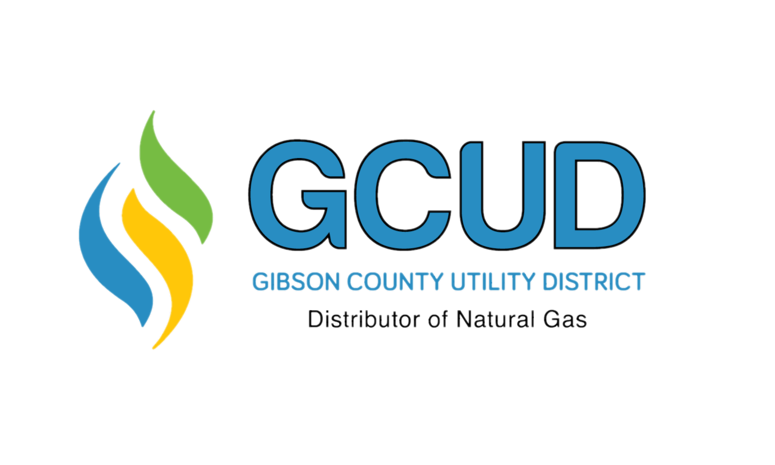 GCUD
GIBSON COUNTY UTILITY DISTRICT
Distributor of Natural Gas